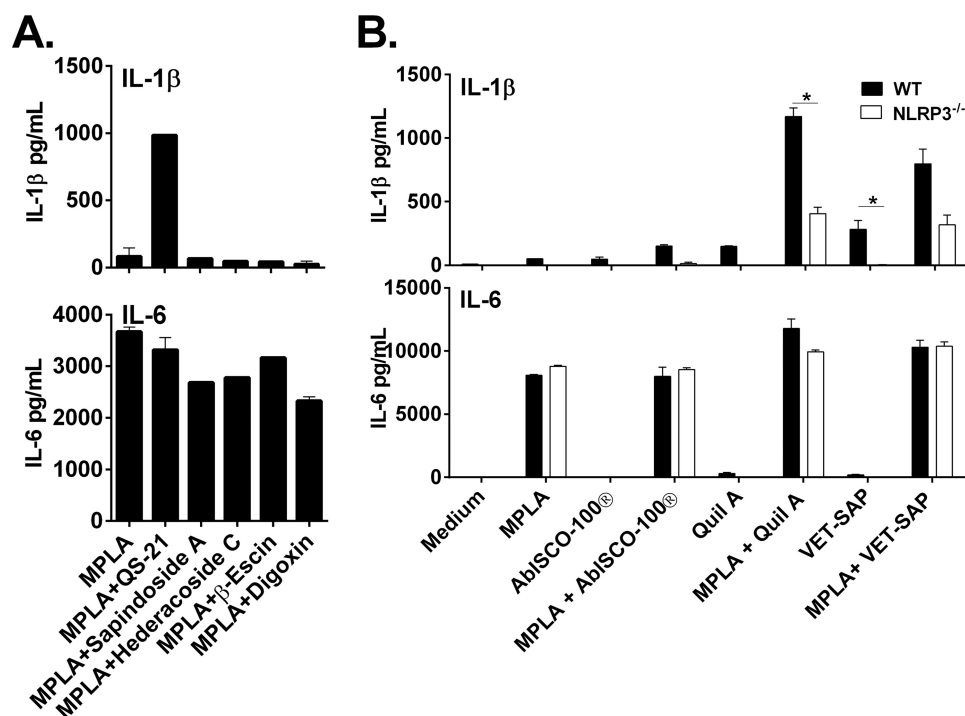 A.
IL-1β
IL-1β pg/mL
1500
1000
500
0
IL-6
IL-6 pg/mL
4000
3000
2000
1000
0
MPLA
MPLA+QS-21
MPLA+Sapindoside A
MPLA+Hederacoside C
MPLA+β-Escin
MPLA+Digoxin
B.
IL-1β
WT
NLRP3-/-
*
*
IL-1β pg/mL
1500
1000
500
0
IL-6
IL-6 pg/mL
15000
10000
5000
0
Medium
MPLA
AbISCO-100®
MPLA + AbISCO-100®
Quil A
MPLA + Quil A
VET-SAP
MPLA+ VET-SAP